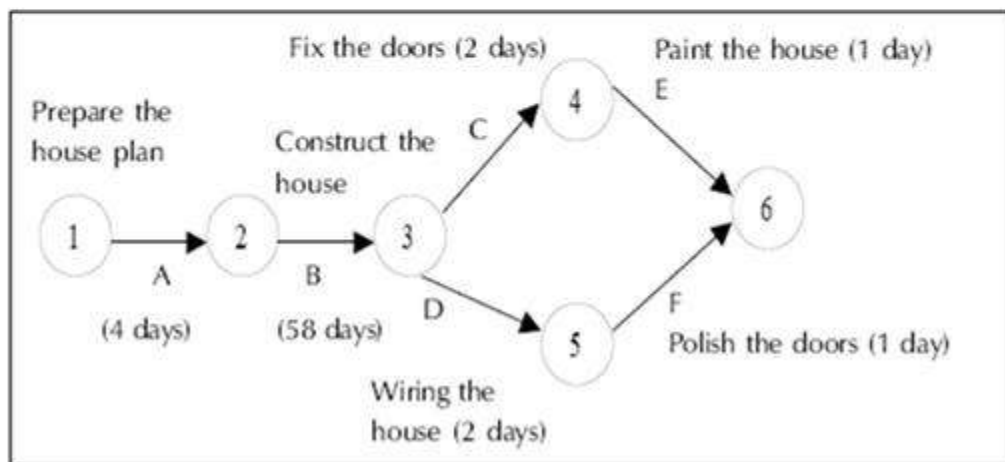 Fix the doors (2 days)
Paint the house (1 day)
4
E
Prepare the
house plan
C
Construct the
house
1
2
3
6
A
B
D
F
(4 days)
(58 days)
5
Polish the doors (1 day)
Wiring the
house (2 days)